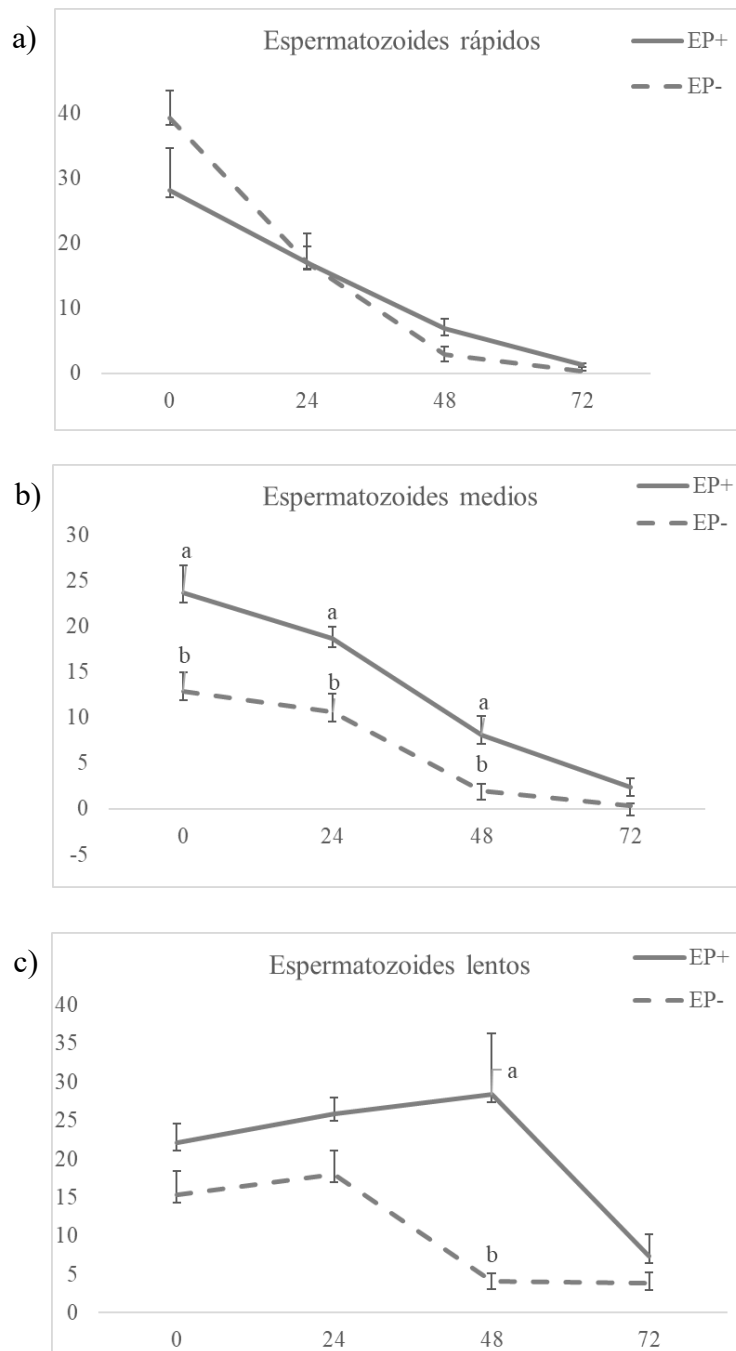 a)
Espermatozoides rápidos
EP+
EP-
40
30
20
10
0
0 24 48 72
b)
Espermatozoides medios
EP+
EP-
30
25
20
15
10
5
0
-5
a
a
a
b
b
b
0 24 48 72
c)
Espermatozoides lentos
EP+
EP-
40
35
30
25
20
15
10
5
0
a
b
0 24 48 72